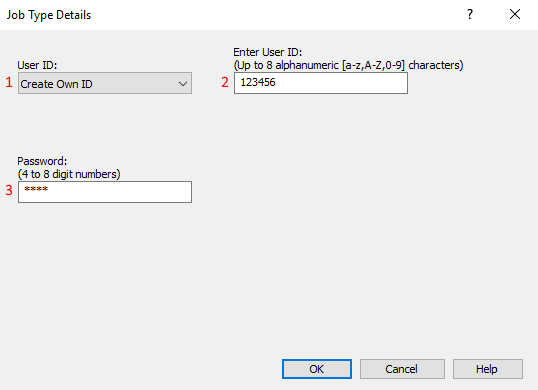 Job Type Details
?
User ID:
1 Create Own ID
Enter User ID:
(Up to 8 alphanumeric [a-z,A-Z,0-9] characters)
2 123456
Password:
(4 to 8 digit numbers)
3 ****
OK Cancel Help